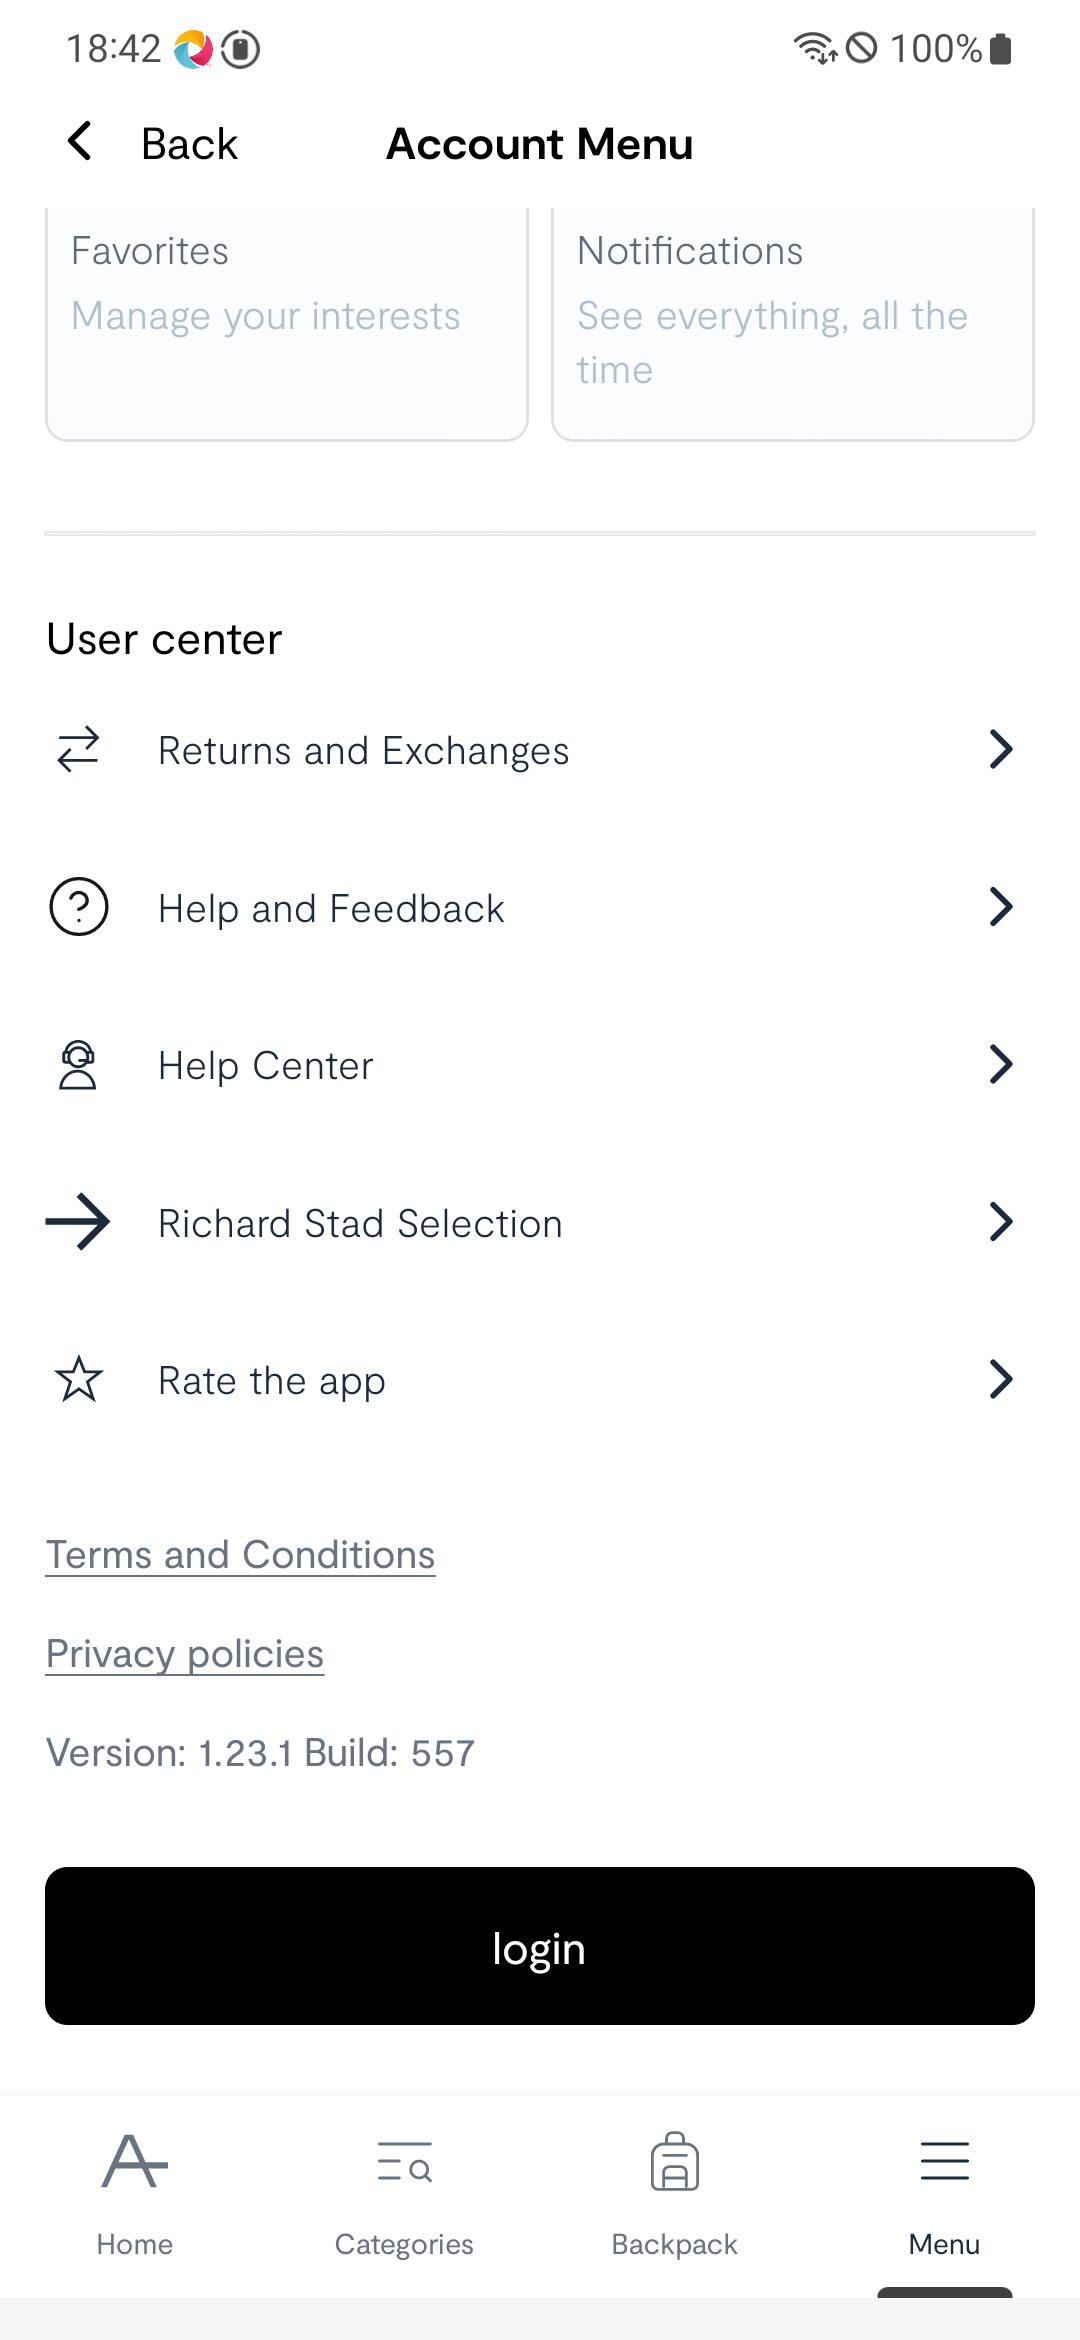 18:42
100%
Back
Account Menu
Favorites
Manage your interests
Notifications
See everything, all the
time
User center
Returns and Exchanges
Help and Feedback
Help Center
Richard Stad Selection
Rate the app
Terms and Conditions
Privacy policies
Version: 1.23.1 Build: 557
login
Home
Categories
Backpack
Menu